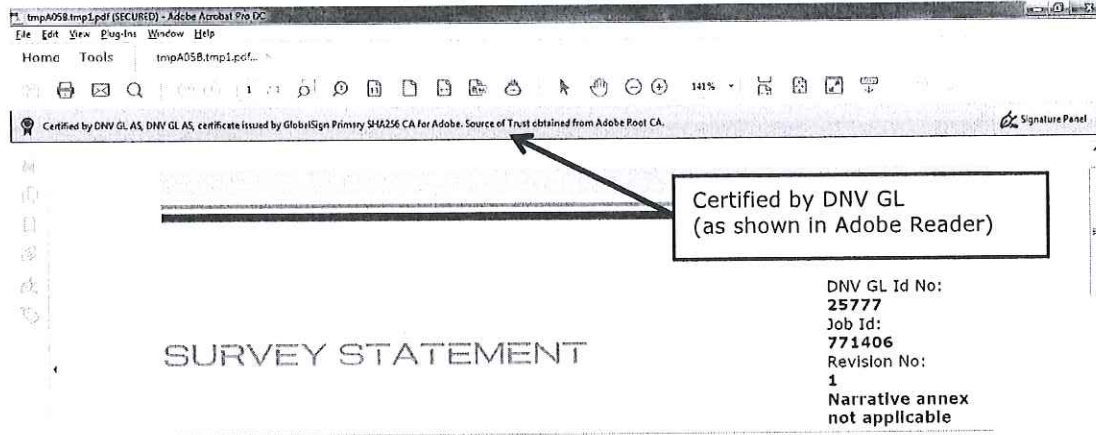 tmpA058.tmp1.pdf (SECURED) - Adobe Acrobat Pro DC
File Edit View Plug-Ins Window Help
Home Tools tmpA058.tmp1.pdf...
1 / 1 141%
Certified by DNV GL AS, DNV GL AS, certificate issued by GlobalSign Primary SHA256 CA for Adobe. Source of Trust obtained from Adobe Root CA.
Signature Panel
Certified by DNV GL
(as shown in Adobe Reader)
DNV GL Id No:
25777
Job Id:
771406
Revision No:
1
Narrative annex
not applicable
SURVEY STATEMENT